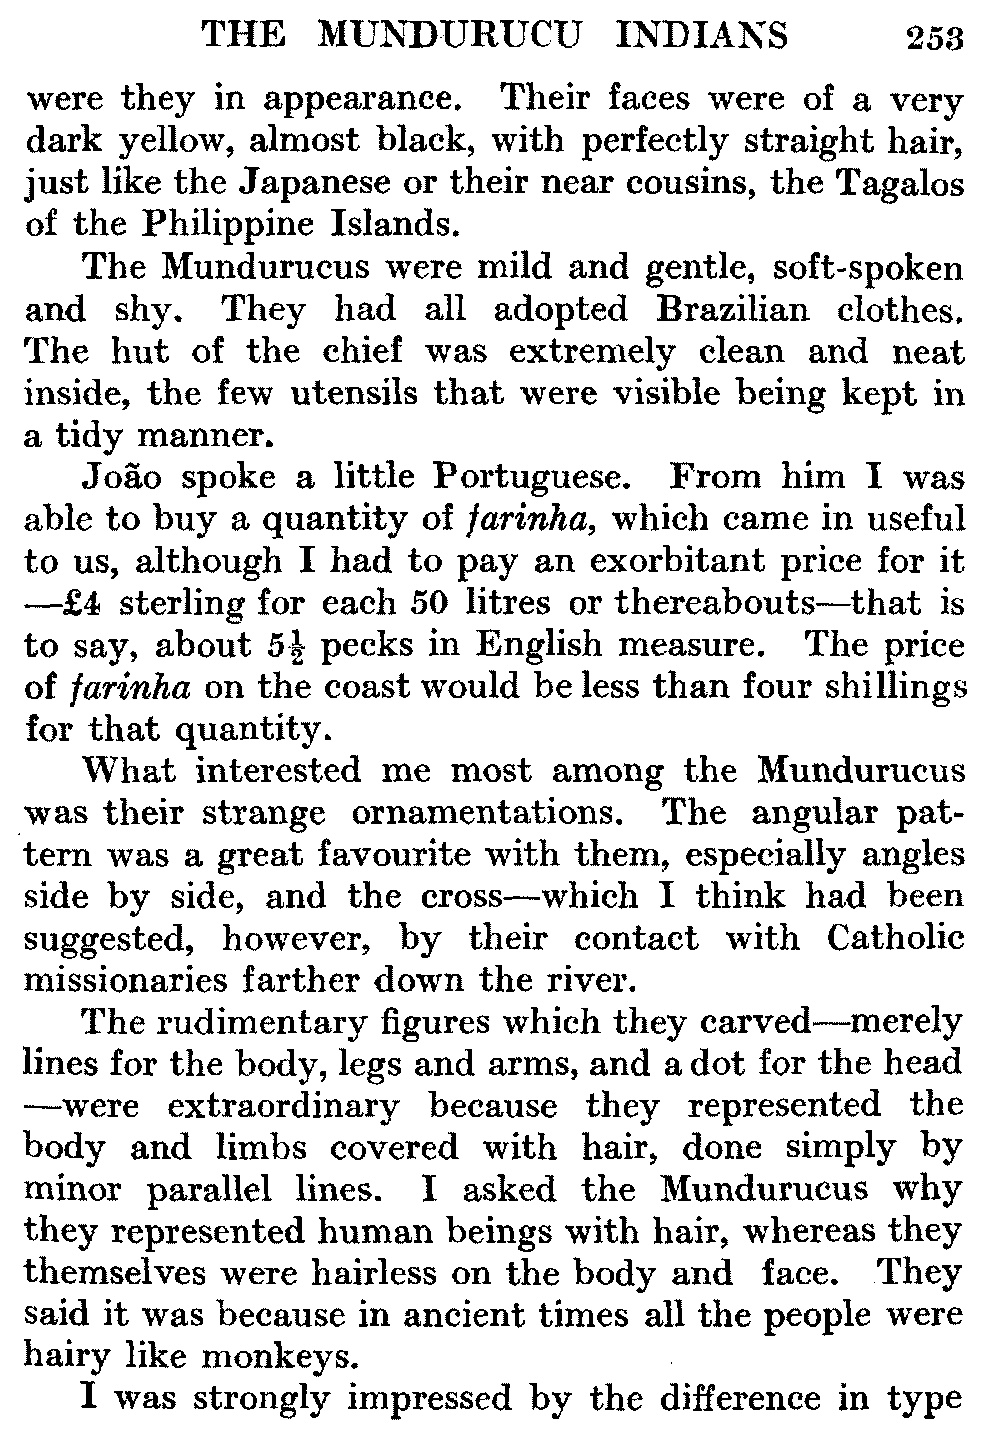 THE MUNDURUCU INDIANS 253
were they in appearance. Their faces were of a very
dark yellow, almost black, with perfectly straight hair,
just like the Japanese or their near cousins, the Tagalos
of the Philippine Islands.
The Mundurucus were mild and gentle, soft-spoken
and shy. They had all adopted Brazilian clothes.
The hut of the chief was extremely clean and neat
inside, the few utensils that were visible being kept in
a tidy manner.
João spoke a little Portuguese. From him I was
able to buy a quantity of farinha, which came in useful
to us, although I had to pay an exorbitant price for it
—£4 sterling for each 50 litres or thereabouts—that is
to say, about 5½ pecks in English measure. The price
of farinha on the coast would be less than four shillings
for that quantity.
What interested me most among the Mundurucus
was their strange ornamentations. The angular pat-
tern was a great favourite with them, especially angles
side by side, and the cross—which I think had been
suggested, however, by their contact with Catholic
missionaries farther down the river.
The rudimentary figures which they carved—merely
lines for the body, legs and arms, and a dot for the head
—were extraordinary because they represented the
body and limbs covered with hair, done simply by
minor parallel lines. I asked the Mundurucus why
they represented human beings with hair, whereas they
themselves were hairless on the body and face. They
said it was because in ancient times all the people were
hairy like monkeys.
I was strongly impressed by the difference in type